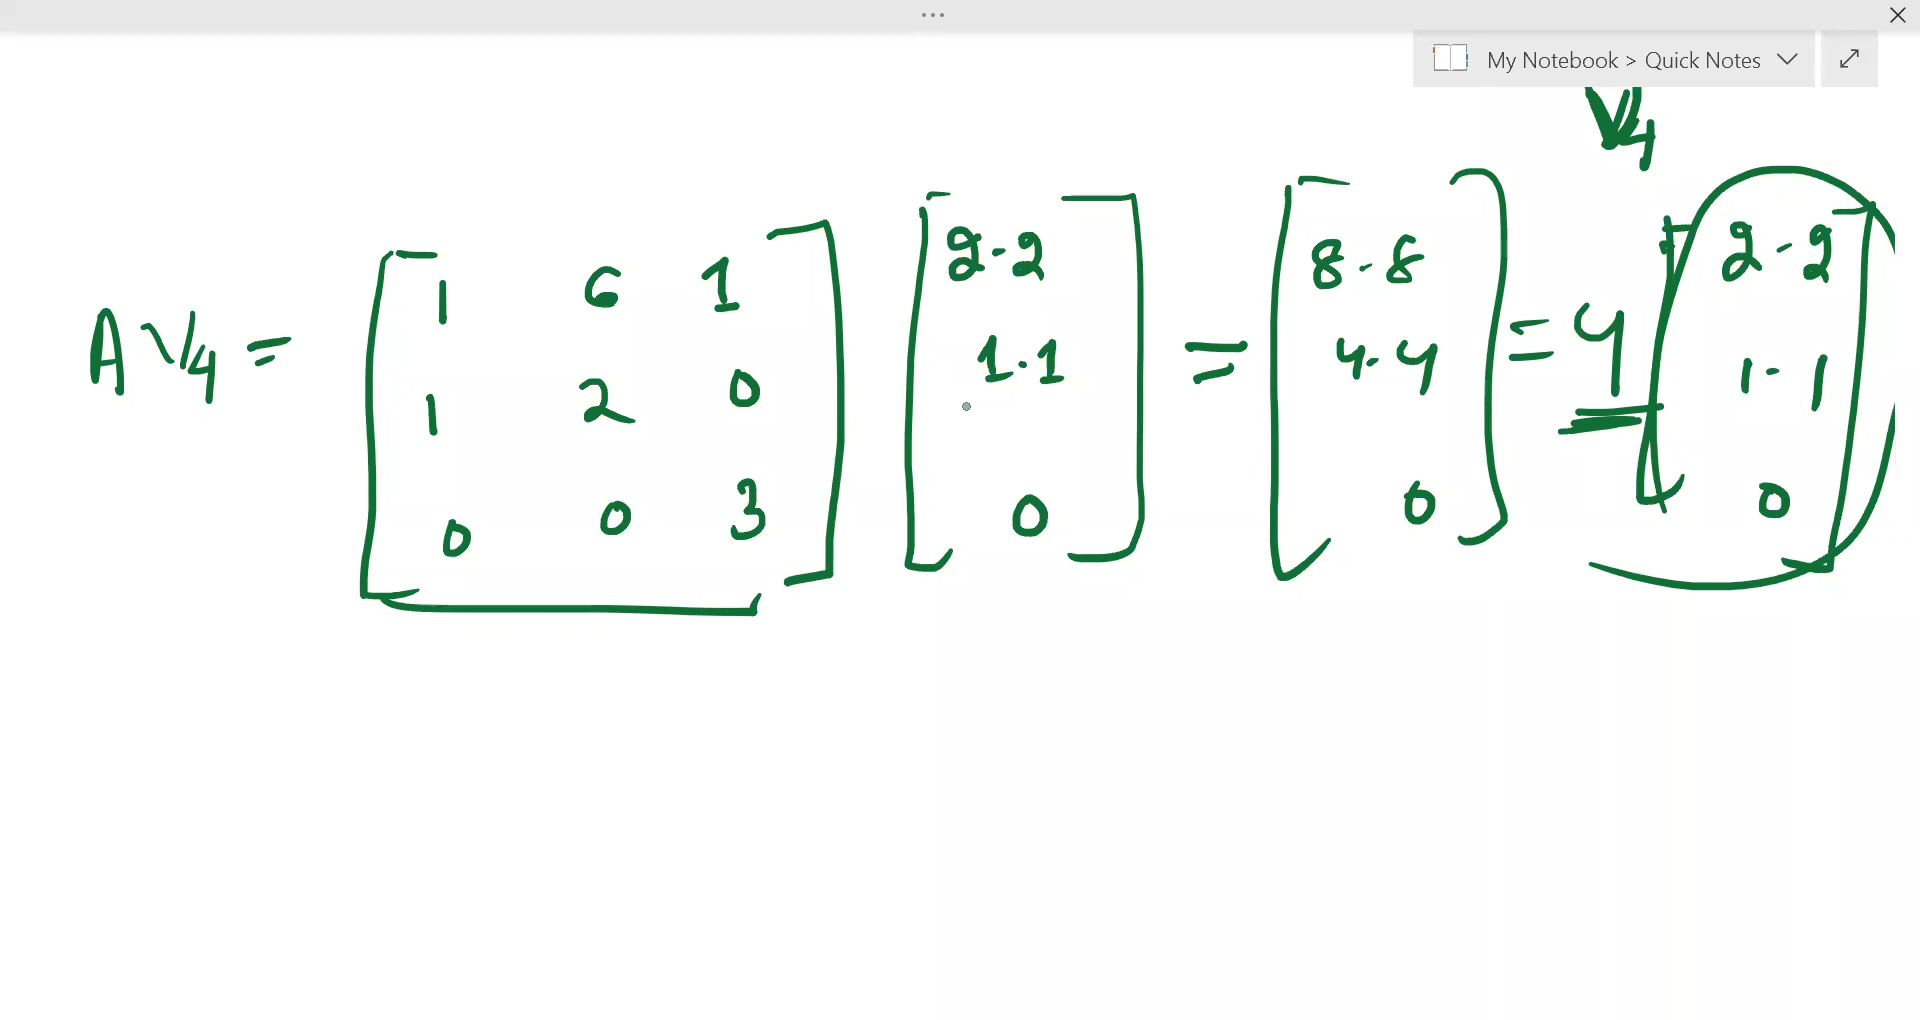 My Notebook > Quick Notes
V4
A V4 = [ 1 6 1 ] [ 2.2 ] = [ 8.8 ] = 4 [ 2.2 ]
1 2 0 1.1 4.4 1.1
0 0 3 0 0 0